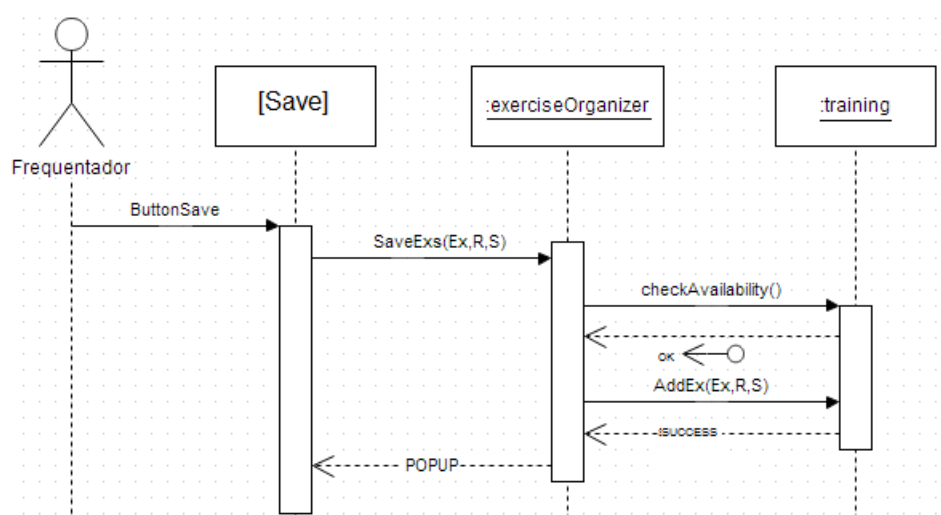 [Save]
:exerciseOrganizer
:training
Frequentador
ButtonSave
SaveExs(Ex,R,S)
checkAvailability()
OK
AddEx(Ex,R,S)
POPUP